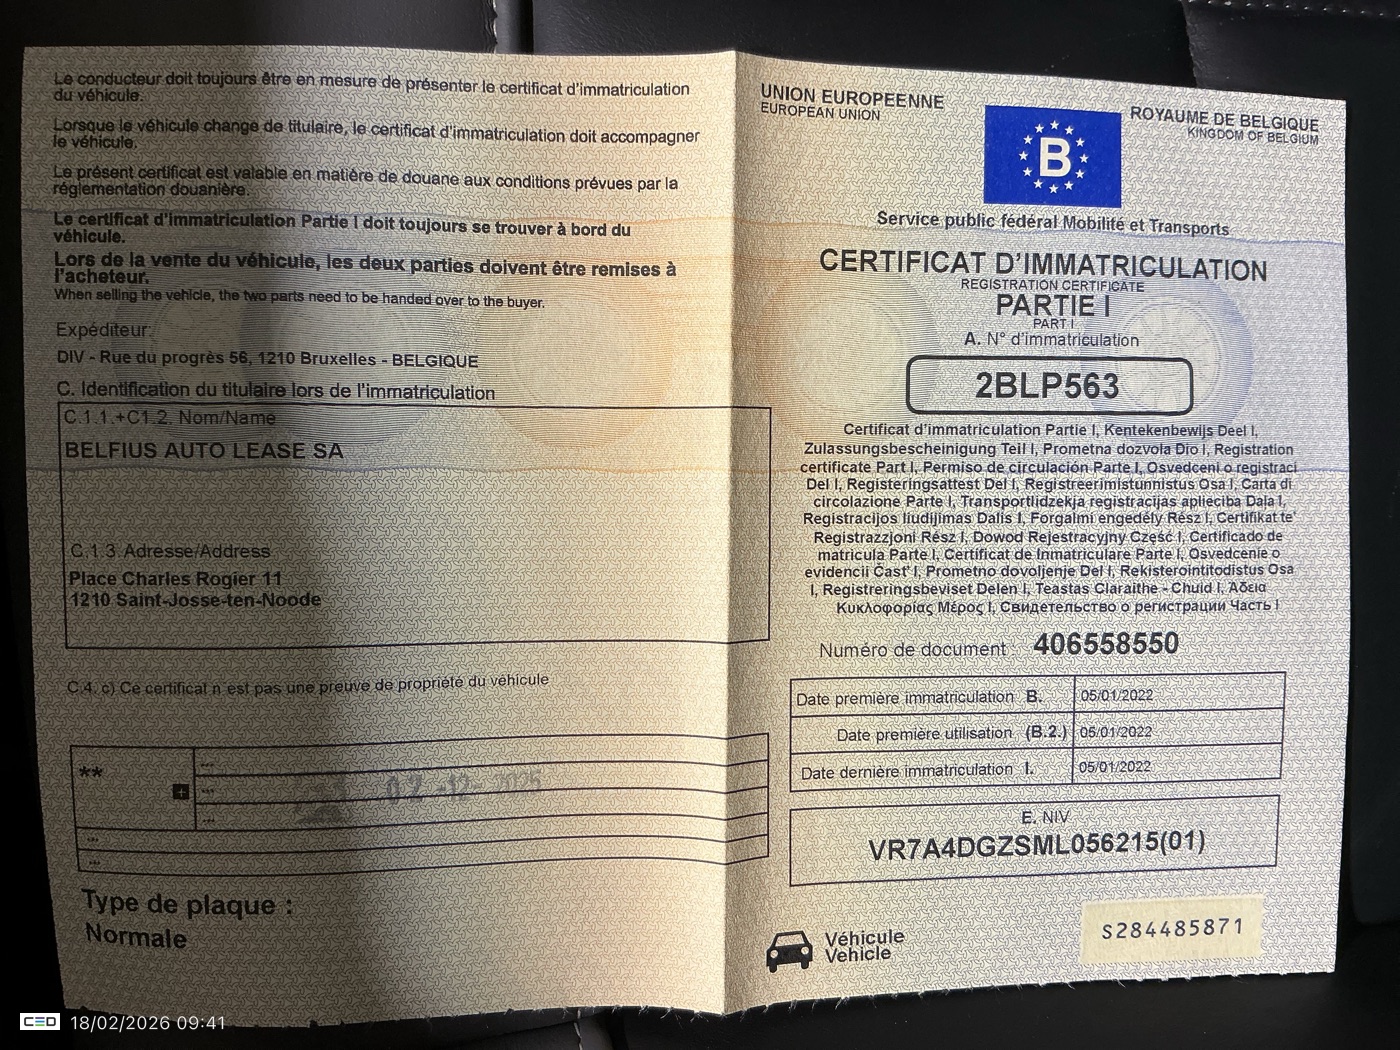 Le conducteur doit toujours être en mesure de présenter le certificat d'immatriculation
du véhicule.
Lorsque le véhicule change de titulaire, le certificat d'immatriculation doit accompagner
le véhicule.
Le présent certificat est valable en matière de douane aux conditions prévues par la
réglementation douanière.
Le certificat d'immatriculation Partie I doit toujours se trouver à bord du
véhicule.
Lors de la vente du véhicule, les deux parties doivent être remises à
l'acheteur.
When selling the vehicle, the two parts need to be handed over to the buyer.
Expéditeur:
DIV - Rue du progrès 56, 1210 Bruxelles - BELGIQUE
C. Identification du titulaire lors de l'immatriculation
C.1.1.+C1.2. Nom/Name
BELFIUS AUTO LEASE SA
C.1.3 Adresse/Address
Place Charles Rogier 11
1210 Saint-Josse-ten-Noode
C.4. c) Ce certificat n'est pas une preuve de propriété du véhicule
**
+
...
...
...
...
...
02 -12- 2025
Type de plaque :
Normale
UNION EUROPEENNE
EUROPEAN UNION
B
ROYAUME DE BELGIQUE
KINGDOM OF BELGIUM
Service public fédéral Mobilité et Transports
CERTIFICAT D'IMMATRICULATION
REGISTRATION CERTIFICATE
PARTIE I
PART I
A. N° d'immatriculation
2BLP563
Certificat d'immatriculation Partie I, Kentekenbewijs Deel I,
Zulassungsbescheinigung Teil I, Prometna dozvola Dio I, Registration
certificate Part I, Permiso de circulación Parte I, Osvedceni o registraci
Del I, Registeringsattest Del I, Registreerimistunnistus Osa I, Carta di
circolazione Parte I, Transportlidzekja registracijas aplieciba Daļa I,
Registracijos liudijimas Dalis I, Forgalmi engedély Rész I, Certifikat te'
Registrazzjoni Rész I, Dowod Rejestracyjny Część I, Certificado de
matricula Parte I, Certificat de Inmatriculare Parte I, Osvedcenie o
evidencii Cast' I, Prometno dovoljenje Del I, Rekisterointitodistus Osa
I, Registreringsbeviset Delen I, Teastas Claraithe - Chuid I, Άδεια
Κυκλοφορίας Μέρος I, Свидетельство о регистрации Часть I
Numéro de document : 406558550
Date première immatriculation B. 05/01/2022
Date première utilisation (B.2.) 05/01/2022
Date dernière immatriculation I. 05/01/2022
E. NIV
VR7A4DGZSML056215(01)
Véhicule
Vehicle
S284485871
CED 18/02/2026 09:41